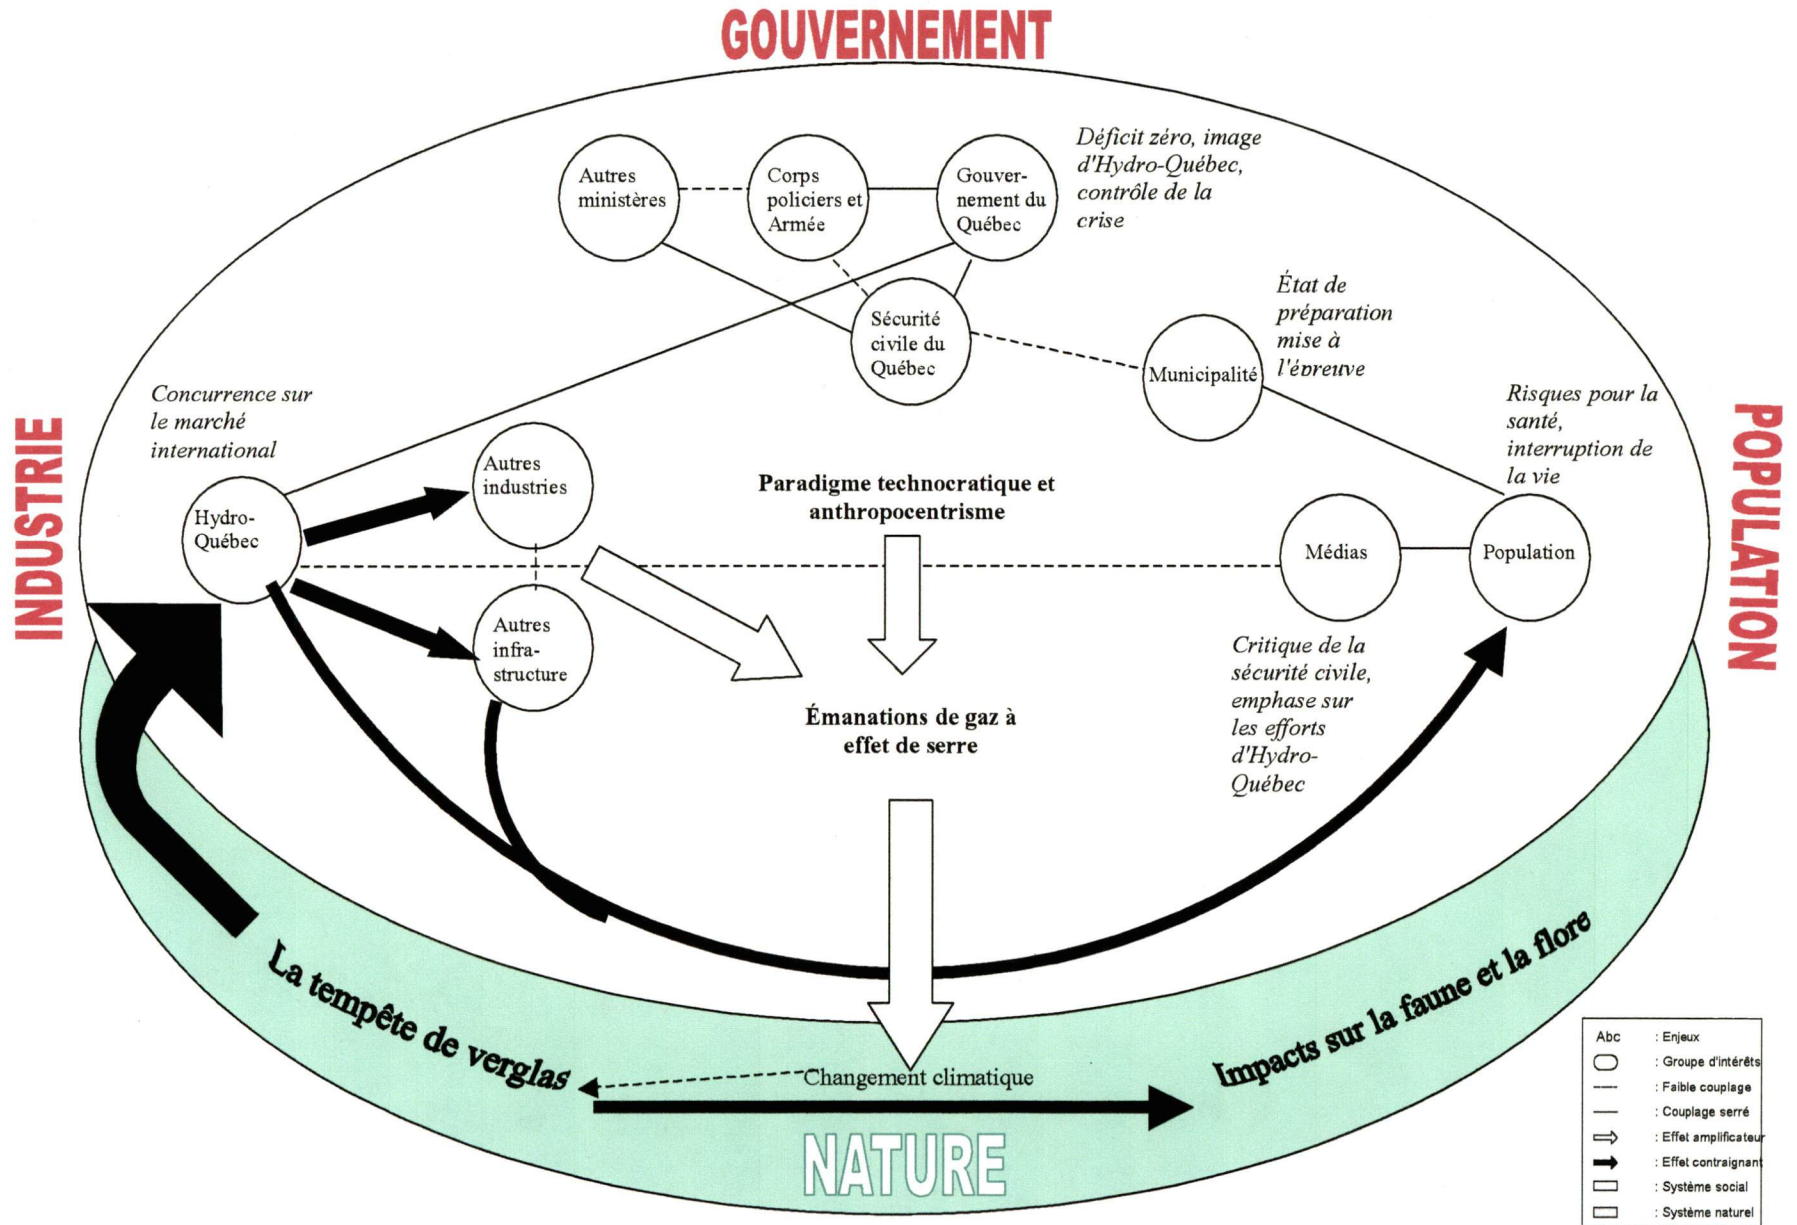 GOUVERNEMENT
Déficit zéro, image
d'Hydro-Québec,
contrôle de la
crise
Autres
ministères
Corps
policiers et
Armée
Gouver-
nement du
Québec
Sécurité
civile du
Québec
État de
préparation
mise à
l'épreuve
Municipalité
Concurrence sur
le marché
international
Risques pour la
santé,
interruption de
la vie
INDUSTRIE
POPULATION
Autres
industries
Paradigme technocratique et
anthropocentrisme
Hydro-
Québec
Médias
Population
Autres
infra-
structure
Critique de la
sécurité civile,
emphase sur
les efforts
d'Hydro-
Québec
Émanations de gaz à
effet de serre
La tempête de verglas
Impacts sur la faune et la flore
Changement climatique
NATURE
Abc : Enjeux
: Groupe d'intérêts
: Faible couplage
: Couplage serré
: Effet amplificateur
: Effet contraignant
: Système social
: Système naturel